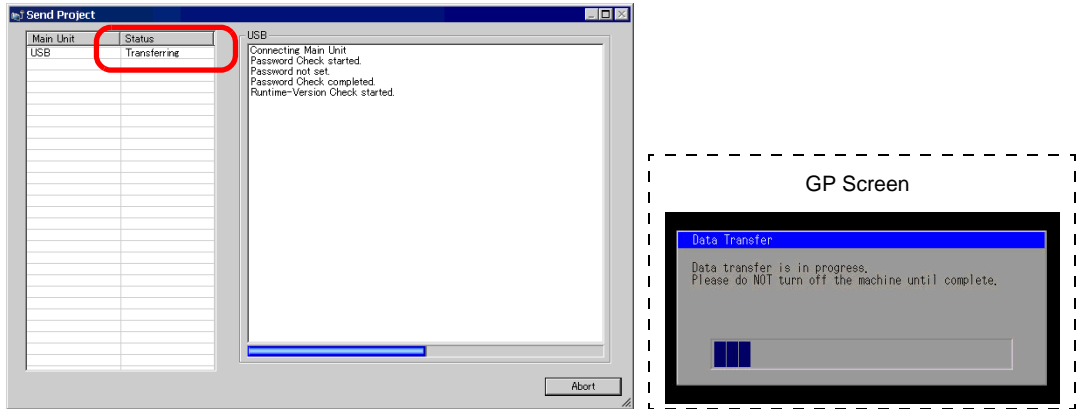 Send Project
Main Unit Status
USB Transferring
USB
Connecting Main Unit
Password Check started.
Password not set.
Password Check completed.
Runtime-Version Check started.
Abort
GP Screen
Data Transfer
Data transfer is in progress.
Please do NOT turn off the machine until complete.